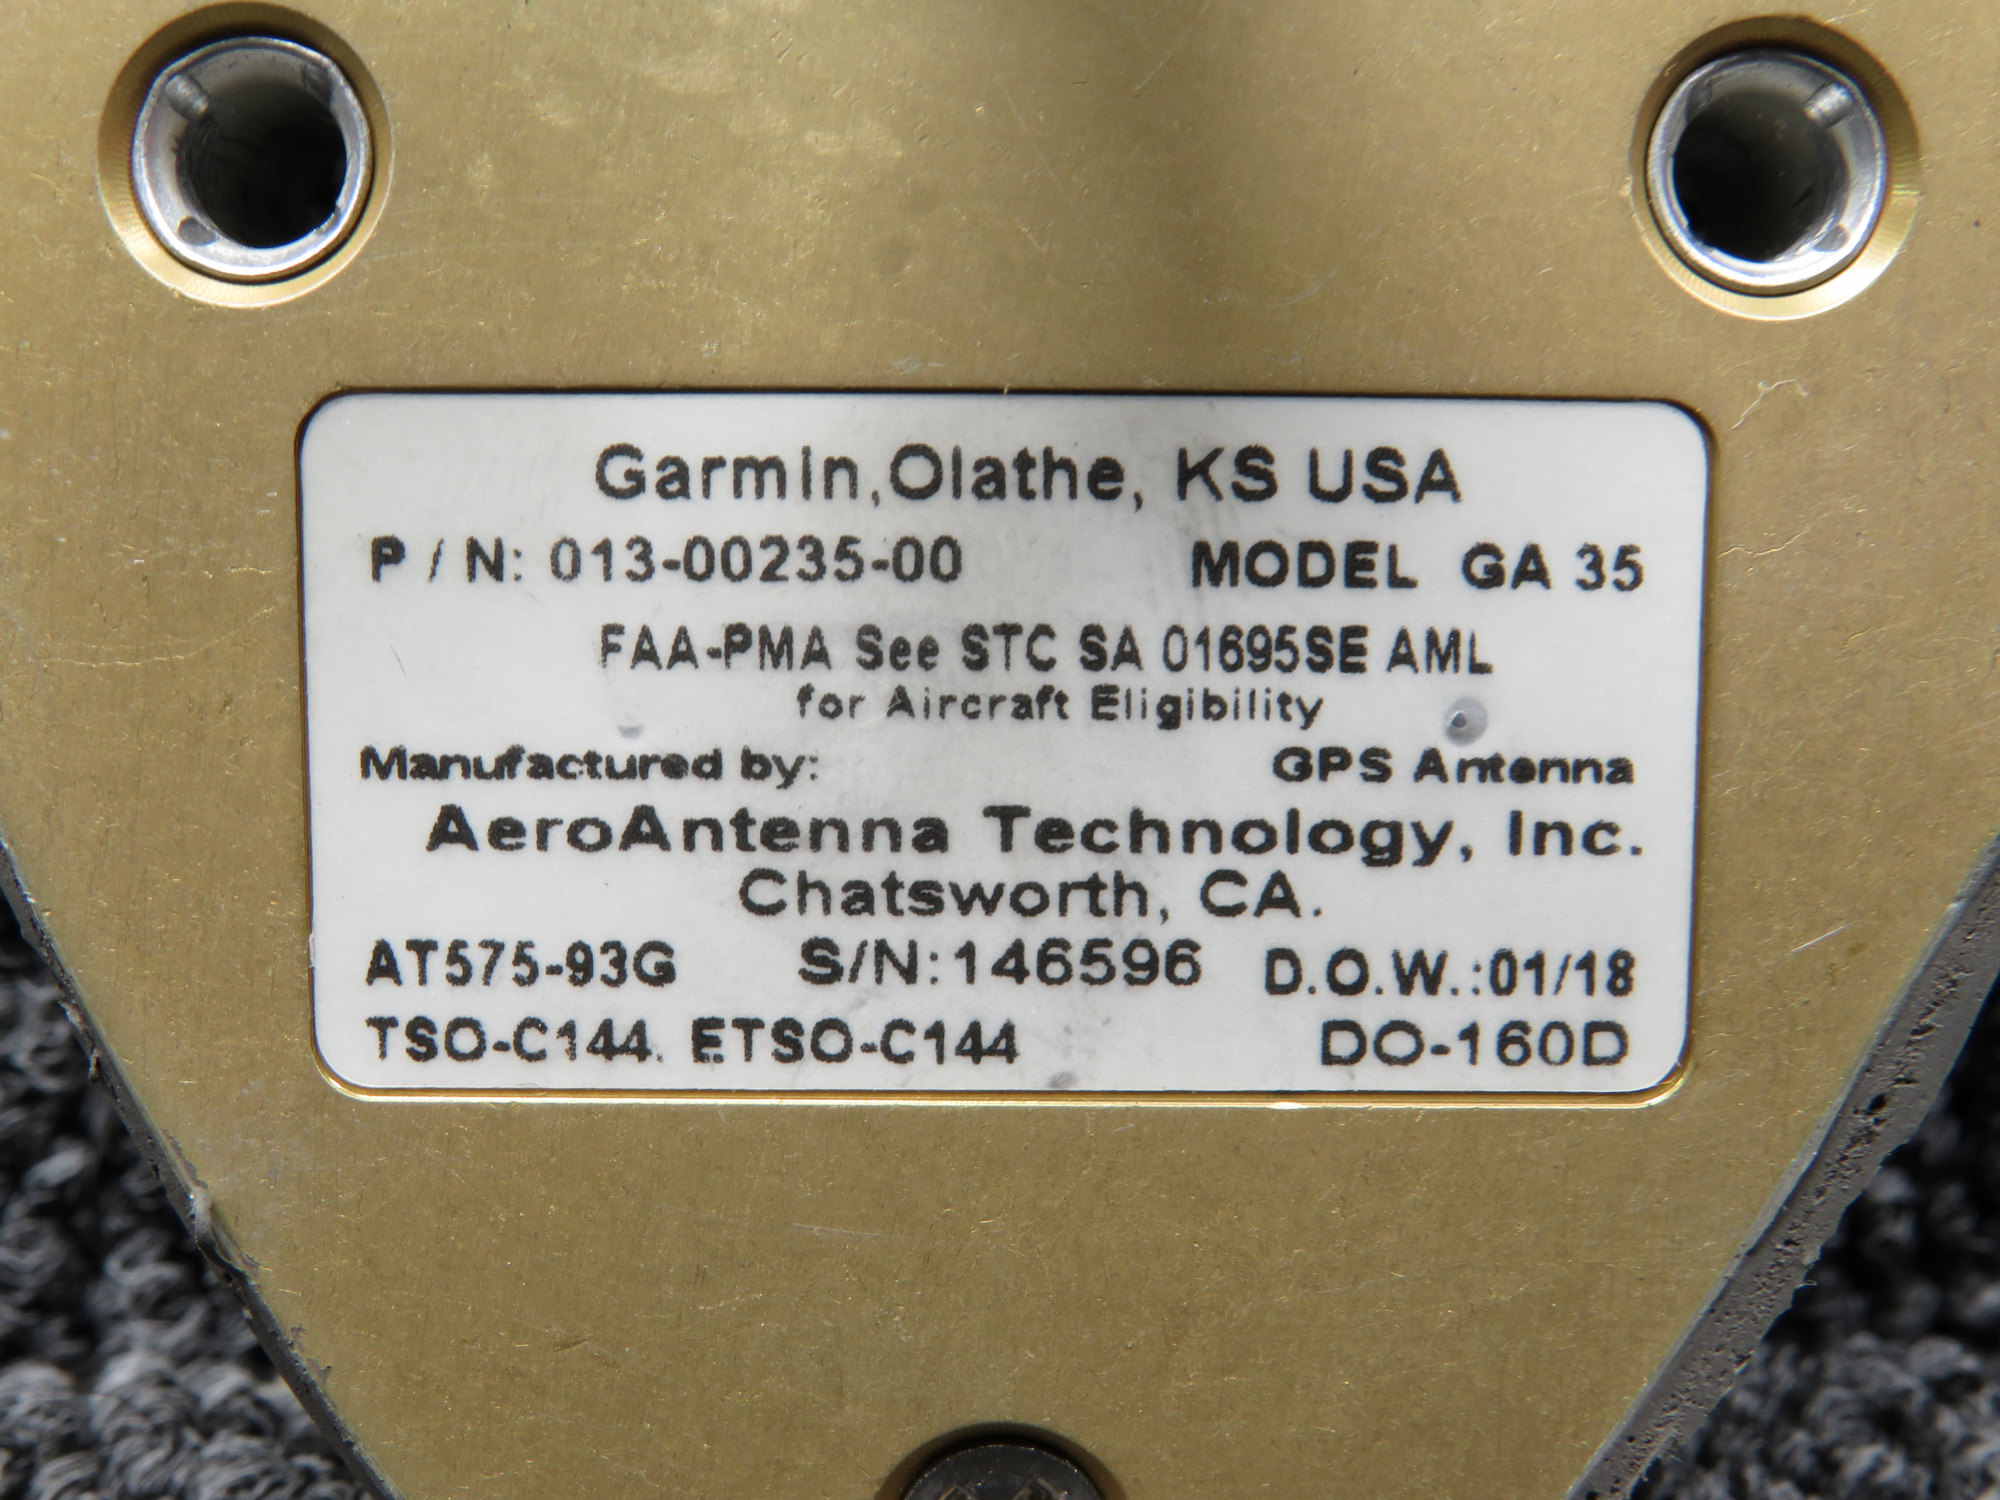 Garmin, Olathe, KS USA
P / N: 013-00235-00 MODEL GA 35
FAA-PMA See STC SA 01695SE AML
for Aircraft Eligibility
Manufactured by: GPS Antenna
AeroAntenna Technology, Inc.
Chatsworth, CA.
AT575-93G S/N:146596 D.O.W.:01/18
TSO-C144. ETSO-C144 DO-160D